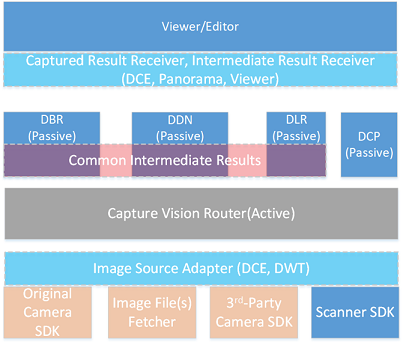 Viewer/Editor
Captured Result Receiver, Intermediate Result Receiver
(DCE, Panorama, Viewer)
DBR
(Passive)
DDN
(Passive)
DLR
(Passive)
DCP
(Passive)
Common Intermediate Results
Capture Vision Router(Active)
Image Source Adapter(DCE, DWT)
Original
Camera
SDK
Image File(s)
Fetcher
3rd-Party
Camera SDK
Scanner SDK